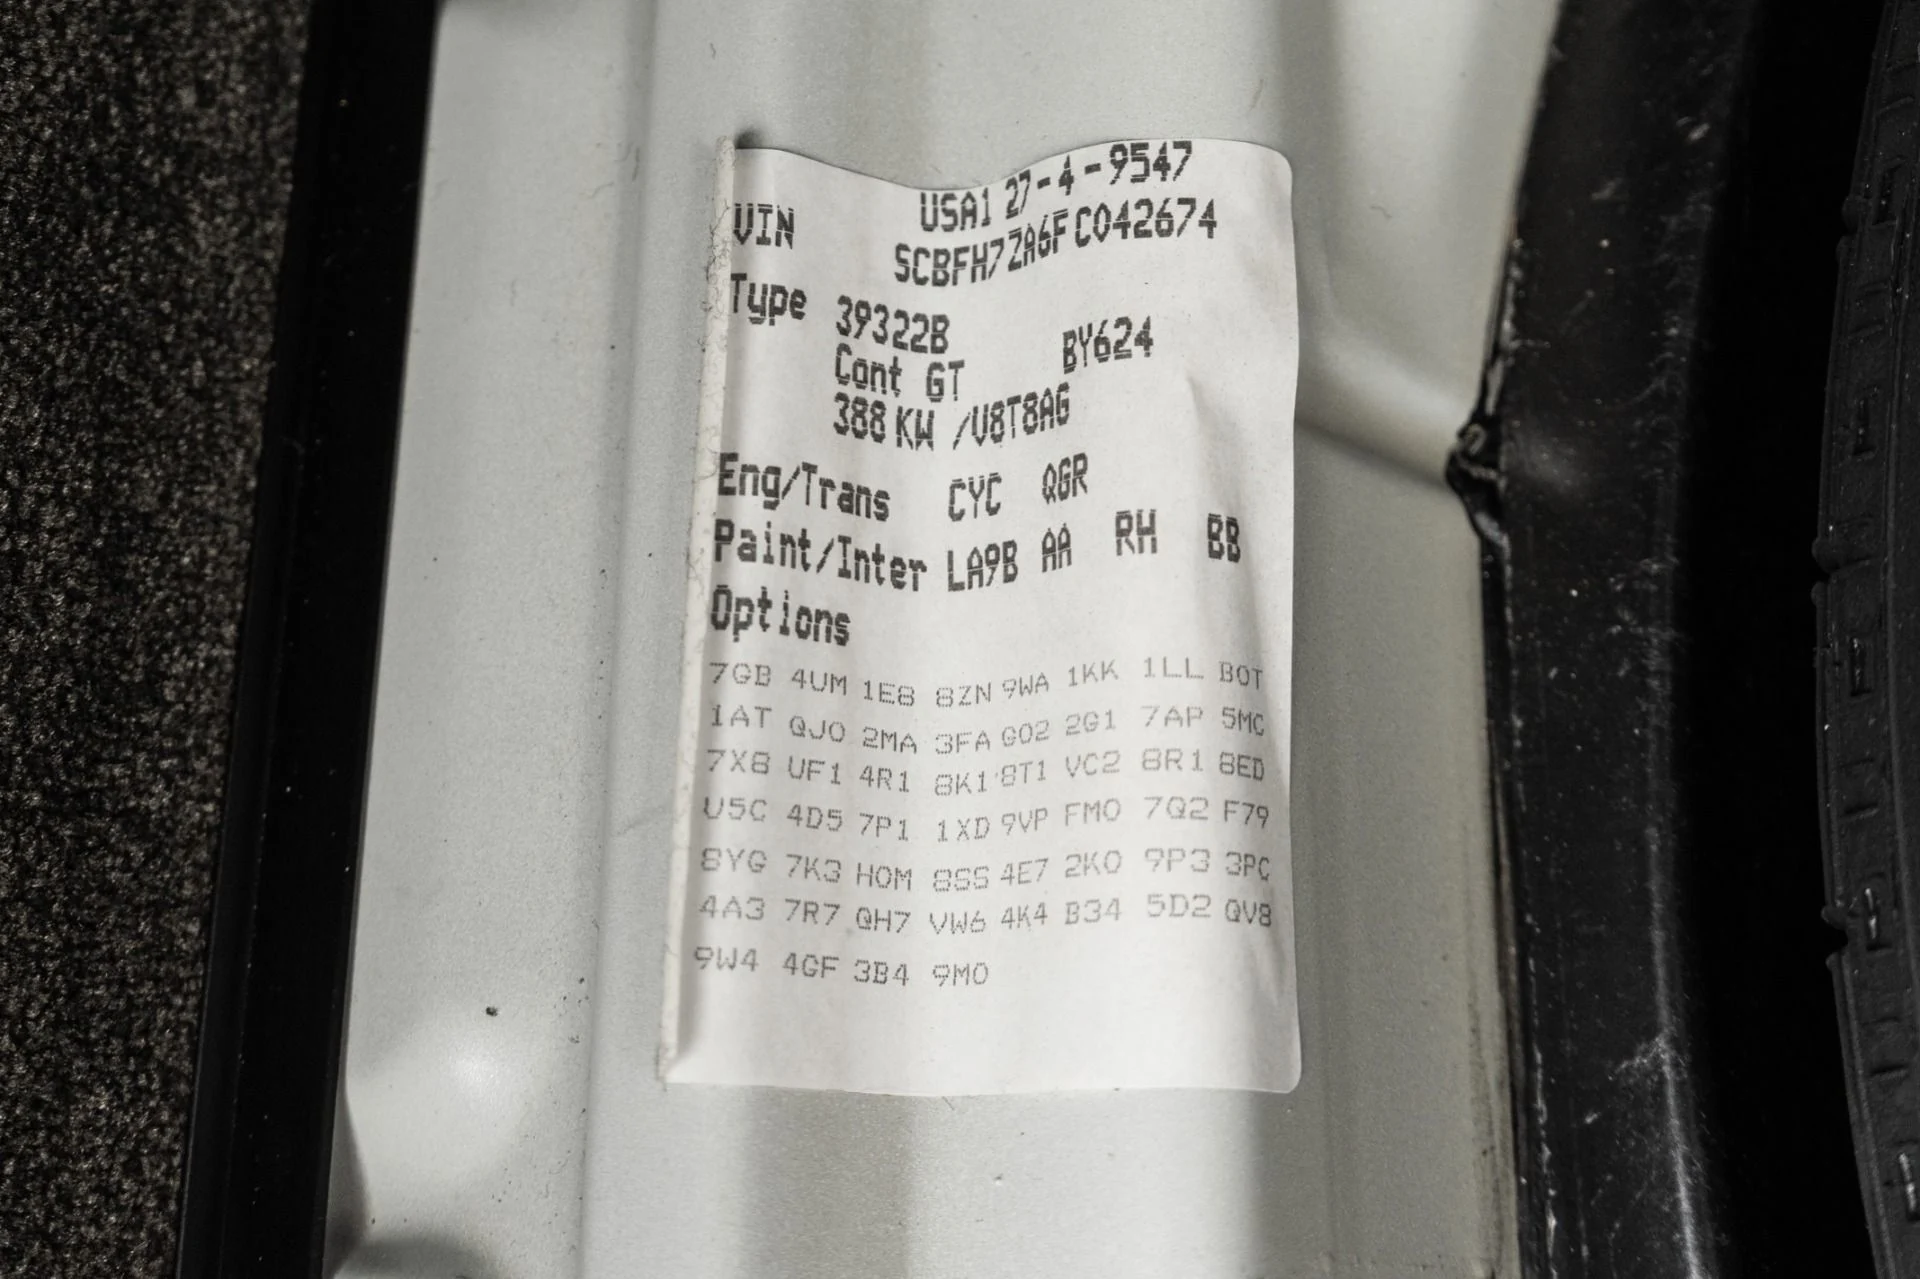 USA1 27-4-9547
VIN SCBFH7ZA6FC042674
Type 39322B
Cont GT BY624
388 KW /V8T8AG
Eng/Trans CYC QGR
Paint/Inter LA9B AA RH BB
Options
7GB 4UM 1E8 8ZN 9WA 1KK 1LL B0T
1AT QJ0 2MA 3FA G02 2G1 7AP 5MC
7X8 UF1 4R1 8K1 8T1 VC2 8R1 8ED
U5C 4D5 7P1 1XD 9VP FM0 7Q2 F79
8YG 7K3 H0M 8SS 4E7 2K0 9P3 3PC
4A3 7R7 QH7 VW6 4K4 B34 5D2 QV8
9W4 4GF 3B4 9M0